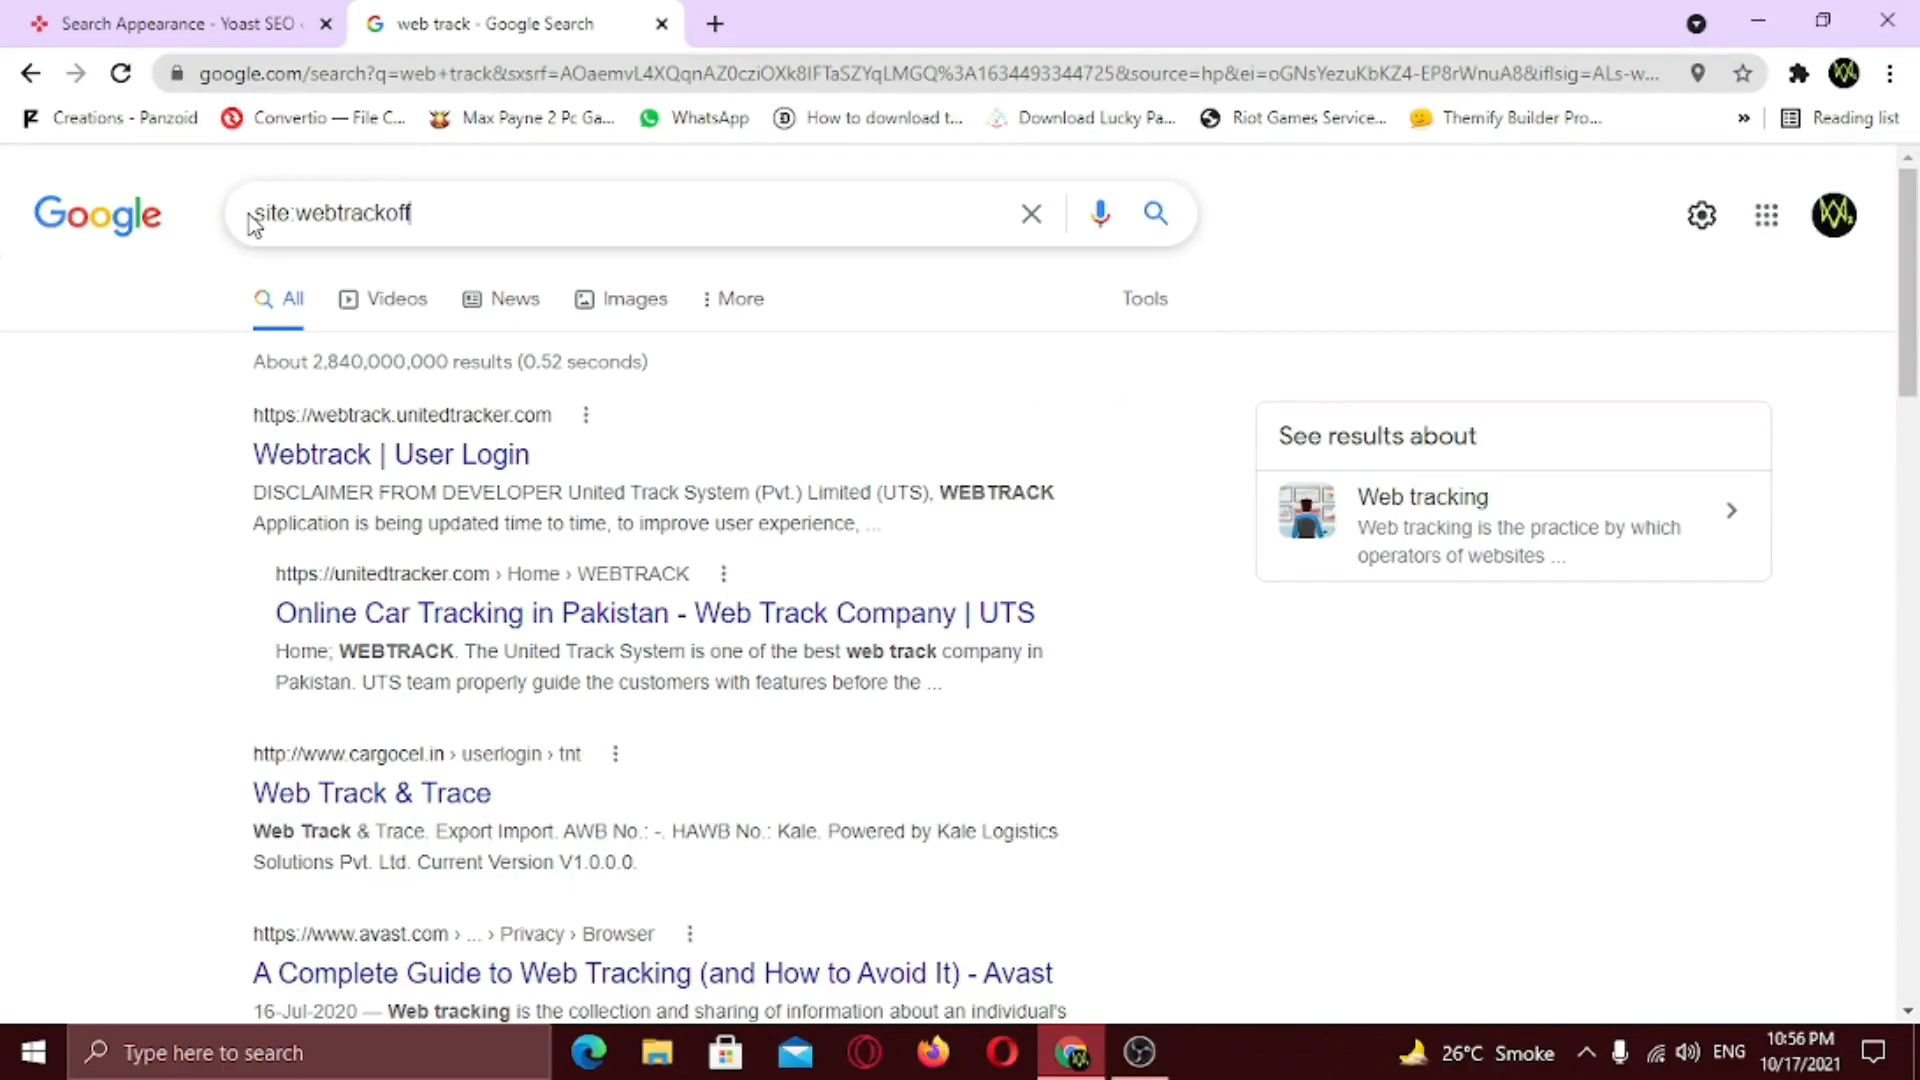 Search Appearance - Yoast SEO
web track - Google Search
google.com/search?q=web+track&sxsrf=AOaemvL4XQqnAZ0cziOXk8IFTaSZYqLMGQ%3A1634493344725&source=hp&ei=oGNsYezuKbKZ4-EP8rWnuA8&iflsig=ALs-w...
Creations - Panzoid
Convertio — File C...
Max Payne 2 Pc Ga...
WhatsApp
How to download t...
Download Lucky Pa...
Riot Games Service...
Themify Builder Pro...
»
Reading list
Google
site:webtrackoff
All
Videos
News
Images
More
Tools
About 2,840,000,000 results (0.52 seconds)
https://webtrack.unitedtracker.com
Webtrack | User Login
DISCLAIMER FROM DEVELOPER United Track System (Pvt.) Limited (UTS), WEBTRACK
Application is being updated time to time, to improve user experience, ...
https://unitedtracker.com › Home › WEBTRACK
Online Car Tracking in Pakistan - Web Track Company | UTS
Home; WEBTRACK. The United Track System is one of the best web track company in
Pakistan. UTS team properly guide the customers with features before the ...
http://www.cargocel.in › userlogin › tnt
Web Track & Trace
Web Track & Trace. Export Import. AWB No.: -. HAWB No.: Kale. Powered by Kale Logistics
Solutions Pvt. Ltd. Current Version V1.0.0.0.
https://www.avast.com › ... › Privacy › Browser
A Complete Guide to Web Tracking (and How to Avoid It) - Avast
16-Jul-2020 — Web tracking is the collection and sharing of information about an individual's
See results about
Web tracking
Web tracking is the practice by which
operators of websites ...
Type here to search
26°C Smoke
ENG
10:56 PM
10/17/2021